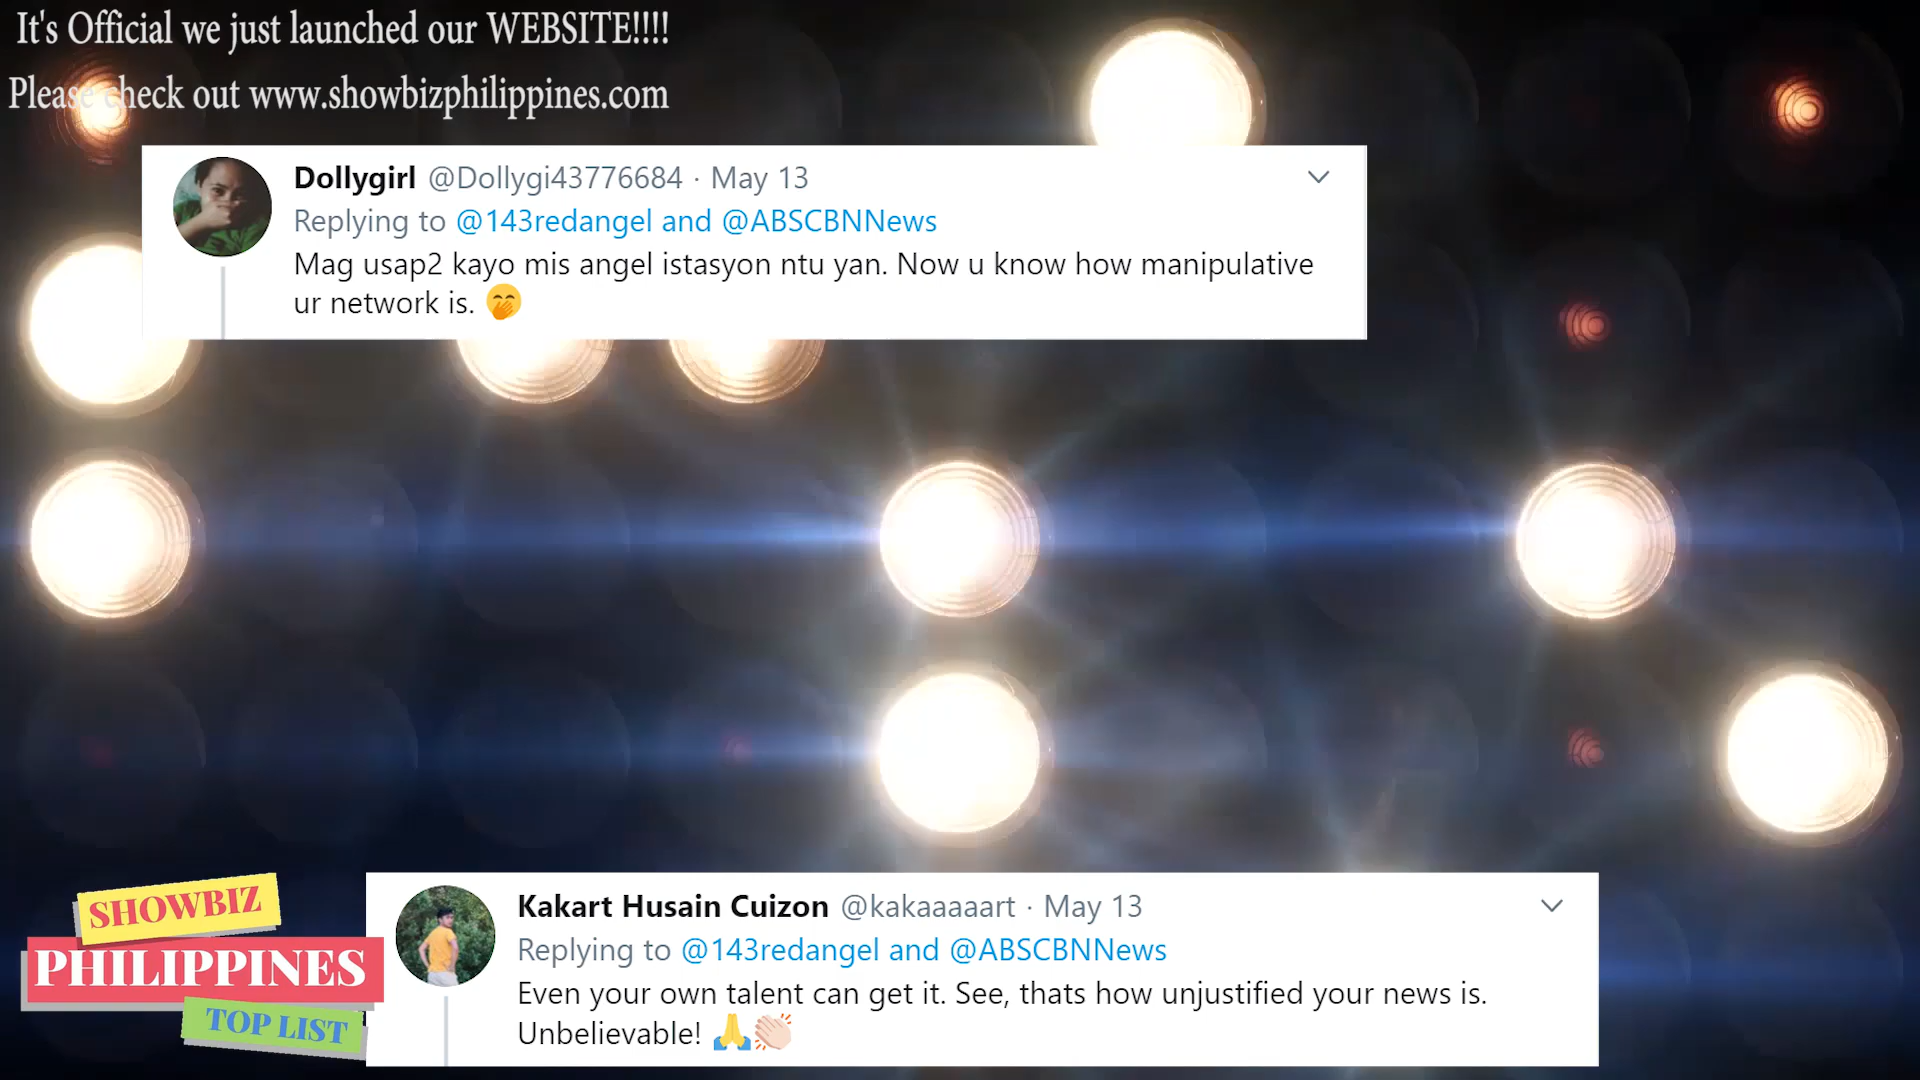 It's Official we just launched our WEBSITE!!!!
Please check out www.showbizphilippines.com
Dollygirl @Dollygi43776684 · May 13
Replying to @143redangel and @ABSCBNNews
Mag usap2 kayo mis angel istasyon ntu yan. Now u know how manipulative
ur network is. 🤭
Kakart Husain Cuizon @kakaaaaart · May 13
Replying to @143redangel and @ABSCBNNews
Even your own talent can get it. See, thats how unjustified your news is.
Unbelievable! 🙏👏🏻
SHOWBIZ
PHILIPPINES
TOP LIST